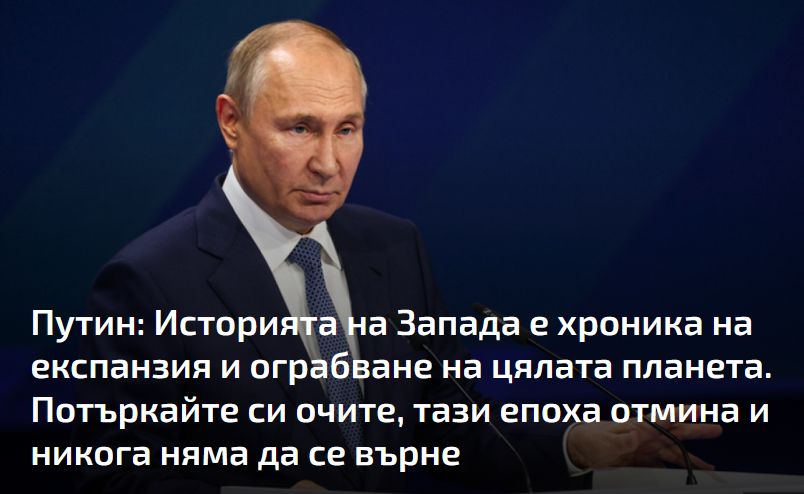 Путин: Историята на Запада е хроника на
експанзия и ограбване на цялата планета.
Потъркайте си очите, тази епоха отмина и
никога няма да се върне